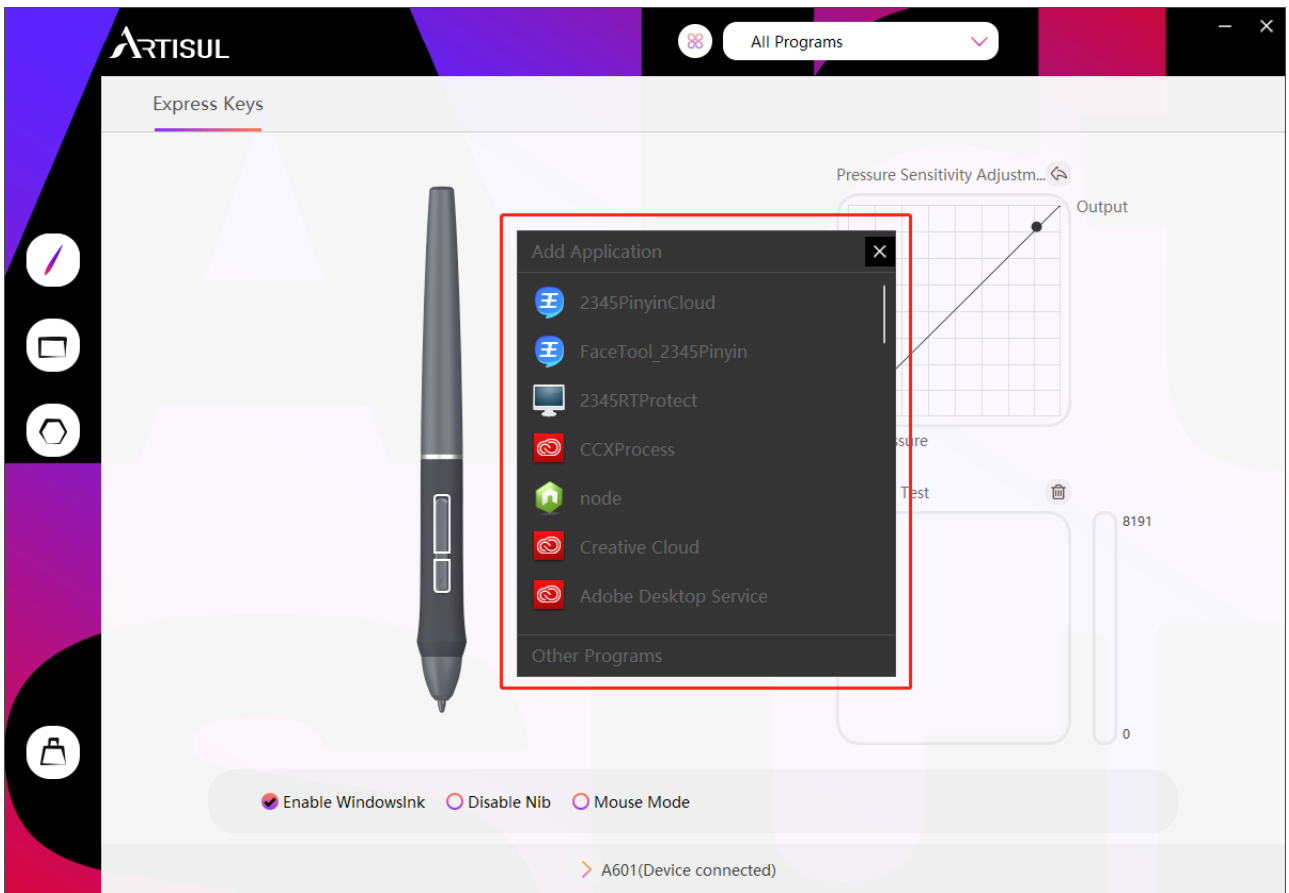 ARTISUL
All Programs
Express Keys
Pressure Sensitivity Adjustm...
Output
Add Application
2345PinyinCloud
FaceTool_2345Pinyin
2345RTProtect
CCXProcess
node
Creative Cloud
Adobe Desktop Service
Other Programs
ssure
Test
8191
0
Enable WindowsInk
Disable Nib
Mouse Mode
A601(Device connected)